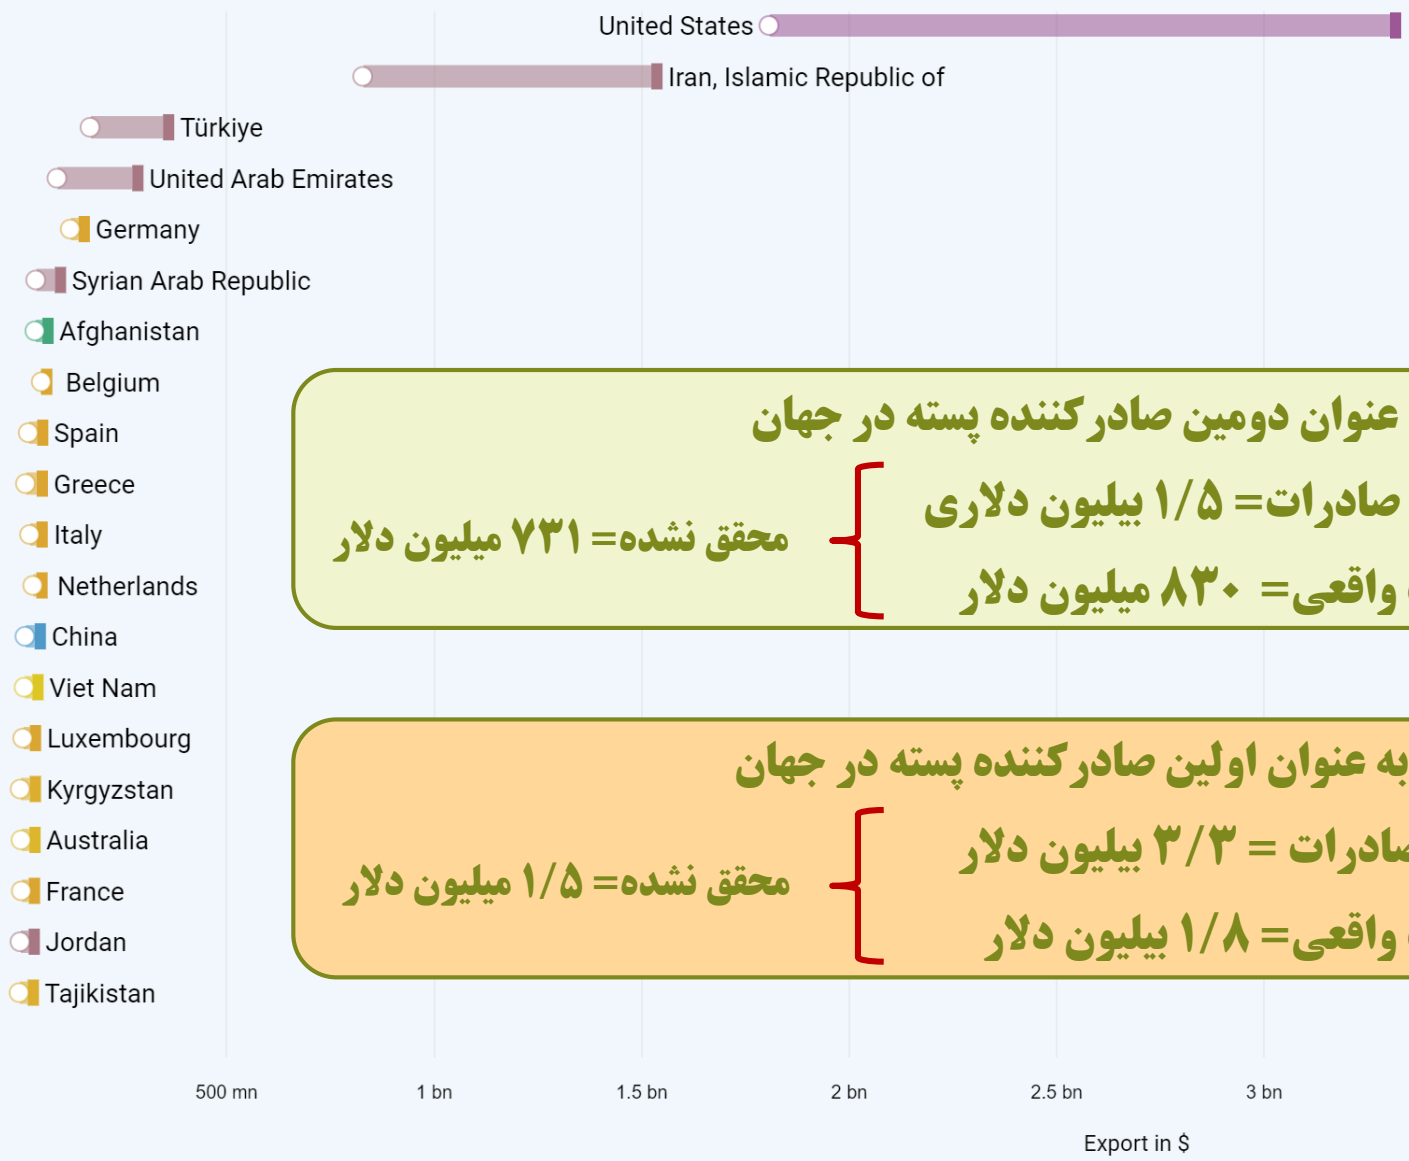 United States
Iran, Islamic Republic of
Türkiye
United Arab Emirates
Germany
Syrian Arab Republic
Afghanistan
Belgium
Spain
Greece
Italy
Netherlands
China
Viet Nam
Luxembourg
Kyrgyzstan
Australia
France
Jordan
Tajikistan
عنوان دومین صادرکننده پسته در جهان
صادرات= ۱/۵ بیلیون دلاری
محقق نشده= ۷۳۱ میلیون دلار
واقعی= ۸۳۰ میلیون دلار
به عنوان اولین صادرکننده پسته در جهان
صادرات = ۳/۳ بیلیون دلار
محقق نشده= ۱/۵ میلیون دلار
واقعی= ۱/۸ بیلیون دلار
500 mn 1 bn 1.5 bn 2 bn 2.5 bn 3 bn
Export in $